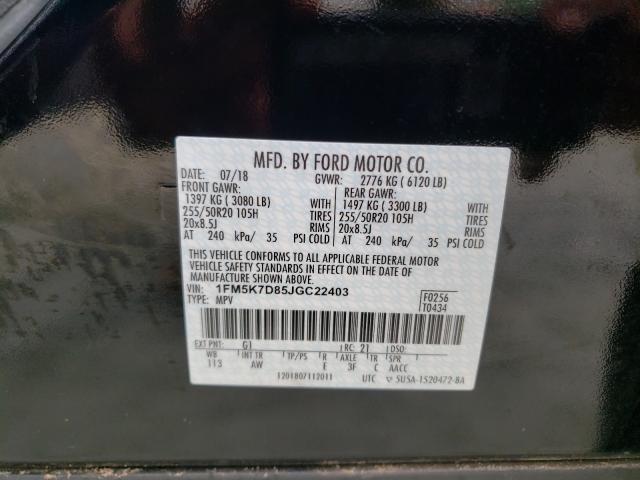 MFD. BY FORD MOTOR CO.
DATE: 07/18 GVWR: 2776 KG ( 6120 LB)
FRONT GAWR: REAR GAWR:
1397 KG ( 3080 LB) 1497 KG ( 3300 LB)
255/50R20 105H TIRES 255/50R20 105H TIRES
20x8.5J RIMS 20x8.5J RIMS
AT 240 kPa/ 35 PSI COLD AT 240 kPa/ 35 PSI COLD
THIS VEHICLE CONFORMS TO ALL APPLICABLE FEDERAL MOTOR
VEHICLE SAFETY STANDARDS IN EFFECT ON THE DATE OF
MANUFACTURE SHOWN ABOVE.
VIN: 1FM5K7D85JGC22403 F0256
TYPE: MPV T0434
EXT PNT: G1 RC: 21 DSO:
WB INT TR TP/PS R AXLE TR SPR
113 AW E 3F C AACC
1201807112011 UTC ▽ 5U5A-1520472-BA